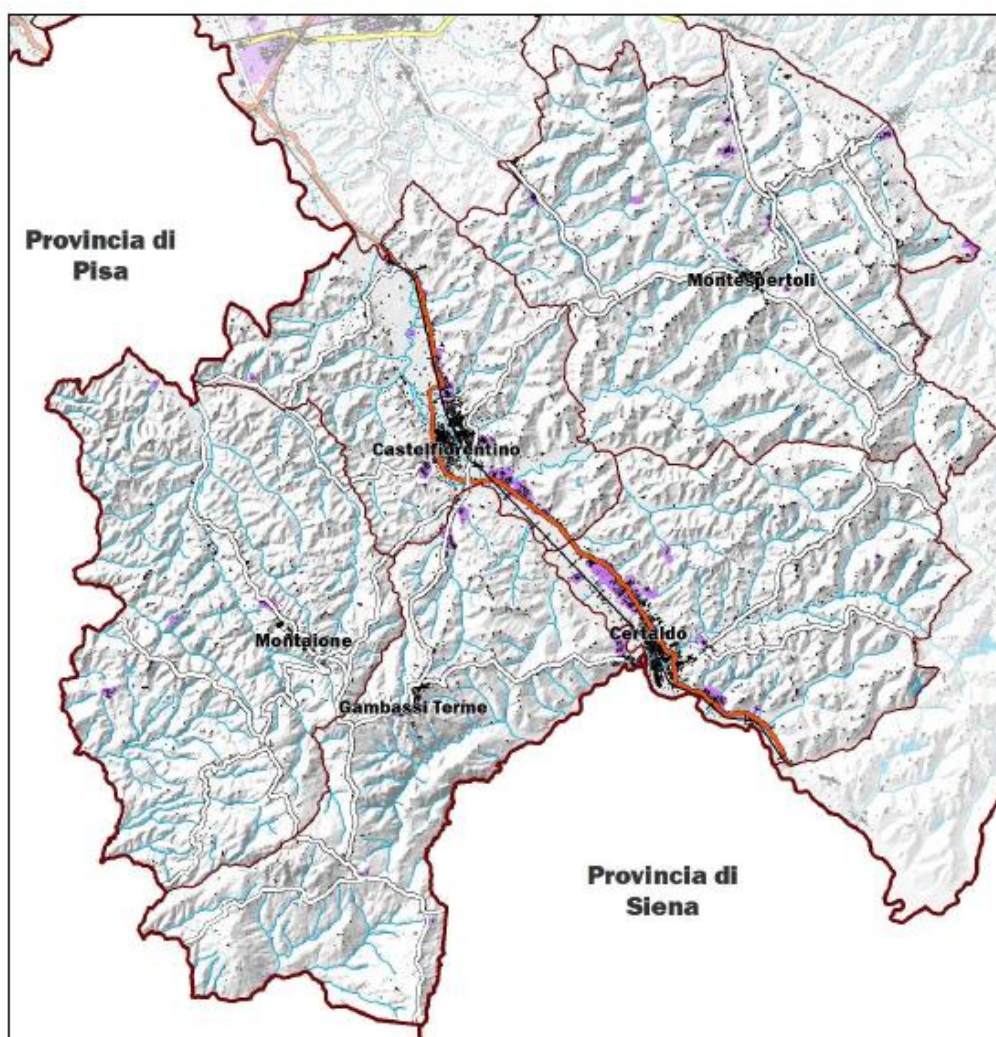 Provincia di
Pisa
Montespertoli
Castelfiorentino
Certaldo
Montaione
Gambassi Terme
Provincia di
Siena